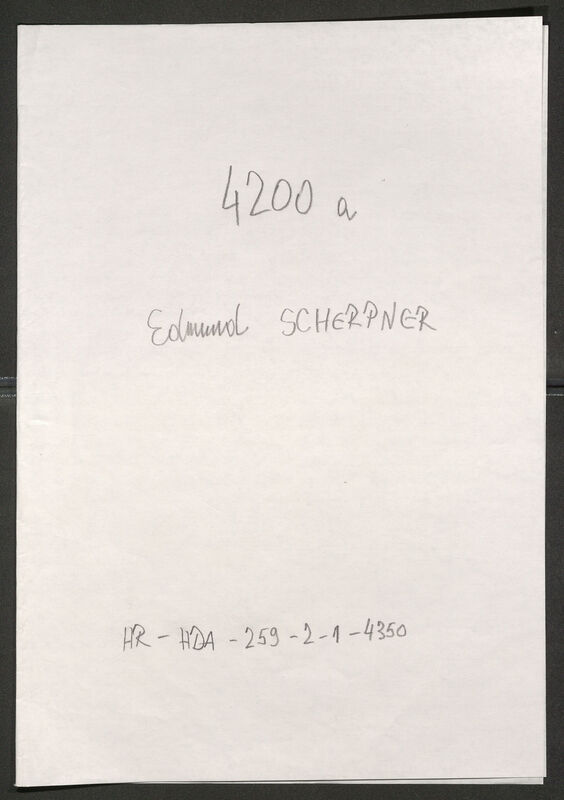 4200 a
Edmund SCHERPNER
HR - HDA - 259 - 2 - 1 - 4350